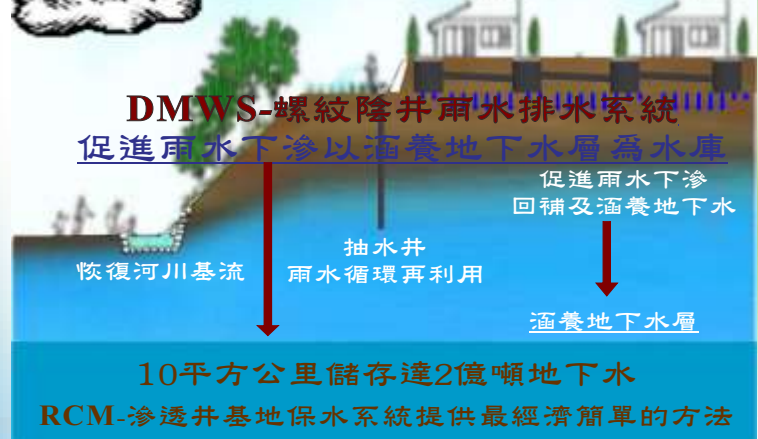 DMWS-螺紋陰井雨水排水系統
促進雨水下滲以涵養地下水層為水庫
促進雨水下滲
回補及涵養地下水
抽水井
雨水循環再利用
恢復河川基流
涵養地下水層
10平方公里儲存達2億噸地下水
RCM-滲透井基地保水系統提供最經濟簡單的方法